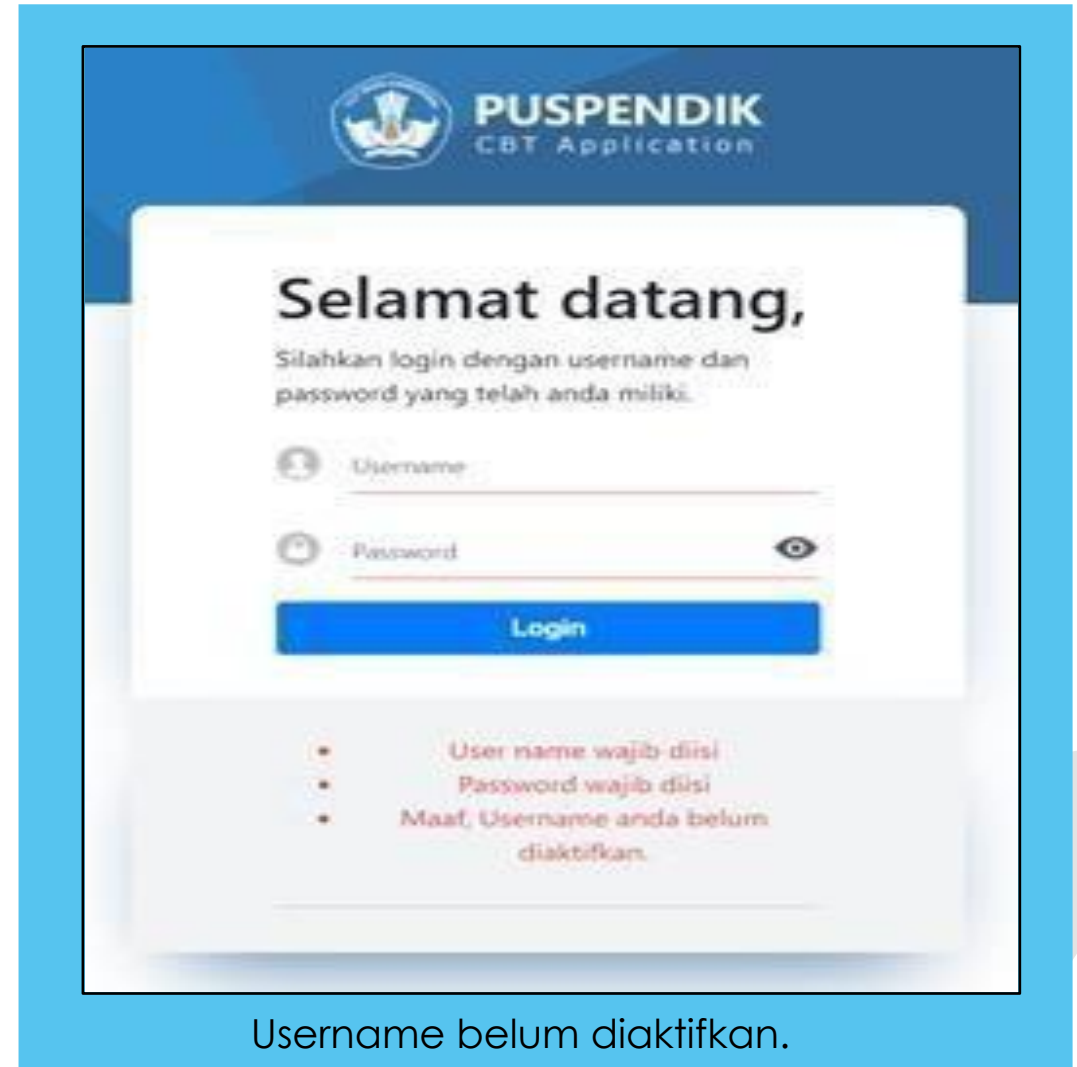 PUSPENDIK
CBT Application
Selamat datang,
Silahkan login dengan username dan
password yang telah anda miliki.
Username
Password
Login
• User name wajib diisi
• Password wajib diisi
• Maaf, Username anda belum
diaktifkan.
Username belum diaktifkan.